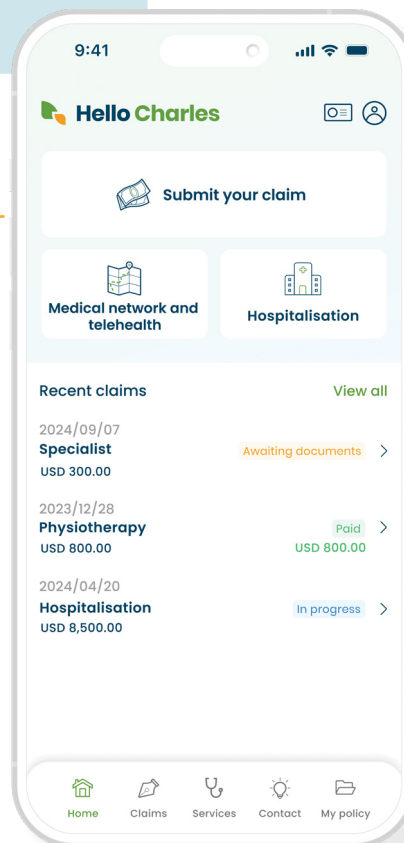 9:41
Hello Charles
Submit your claim
Medical network and
telehealth
Hospitalisation
Recent claims
View all
2024/09/07
Specialist
Awaiting documents
USD 300.00
2023/12/28
Physiotherapy
Paid
USD 800.00
USD 800.00
2024/04/20
Hospitalisation
In progress
USD 8,500.00
Home
Claims
Services
Contact
My policy